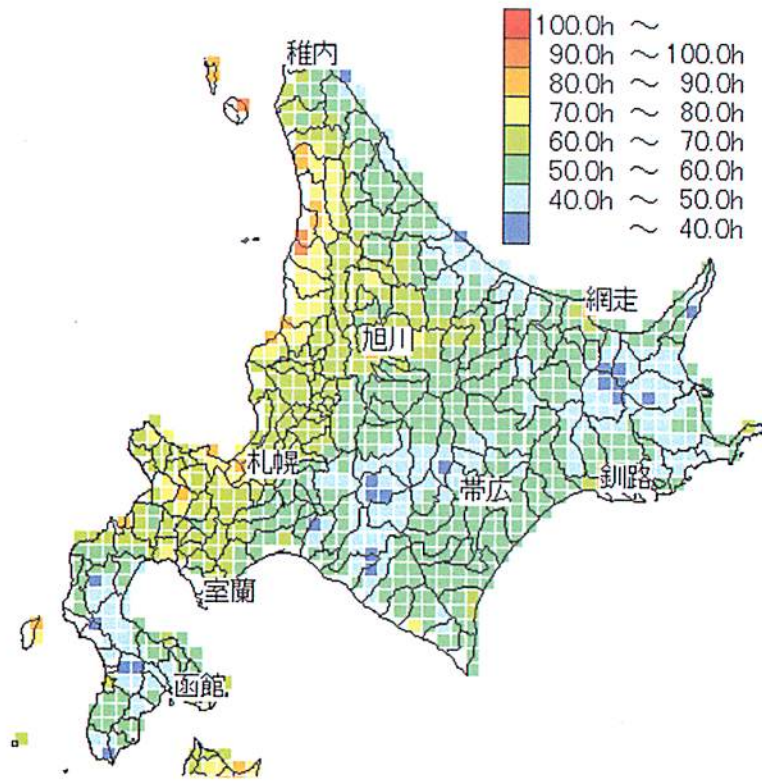 100.0h ～
90.0h ～ 100.0h
80.0h ～ 90.0h
70.0h ～ 80.0h
60.0h ～ 70.0h
50.0h ～ 60.0h
40.0h ～ 50.0h
～ 40.0h
稚内
網走
旭川
札幌
帯広
釧路
室蘭
函館